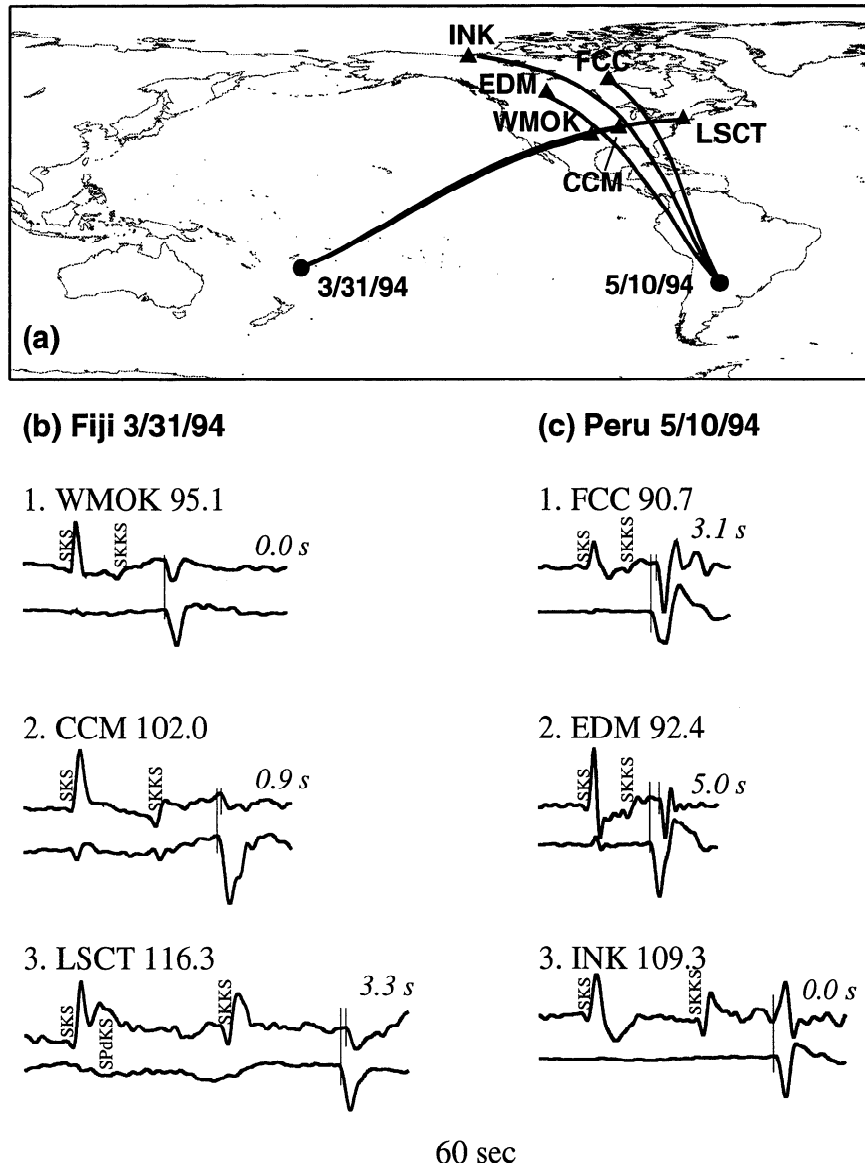 INK
FCC
EDM
WMOK
LSCT
CCM
3/31/94
5/10/94
(a)
(b) Fiji 3/31/94
(c) Peru 5/10/94
1. WMOK 95.1
SKS
SKKS
0.0 s
1. FCC 90.7
SKS
SKKS
3.1 s
2. CCM 102.0
SKS
SKKS
0.9 s
2. EDM 92.4
SKS
SKKS
5.0 s
3. LSCT 116.3
SKS
SPdKS
SKKS
3.3 s
3. INK 109.3
SKS
SKKS
0.0 s
60 sec